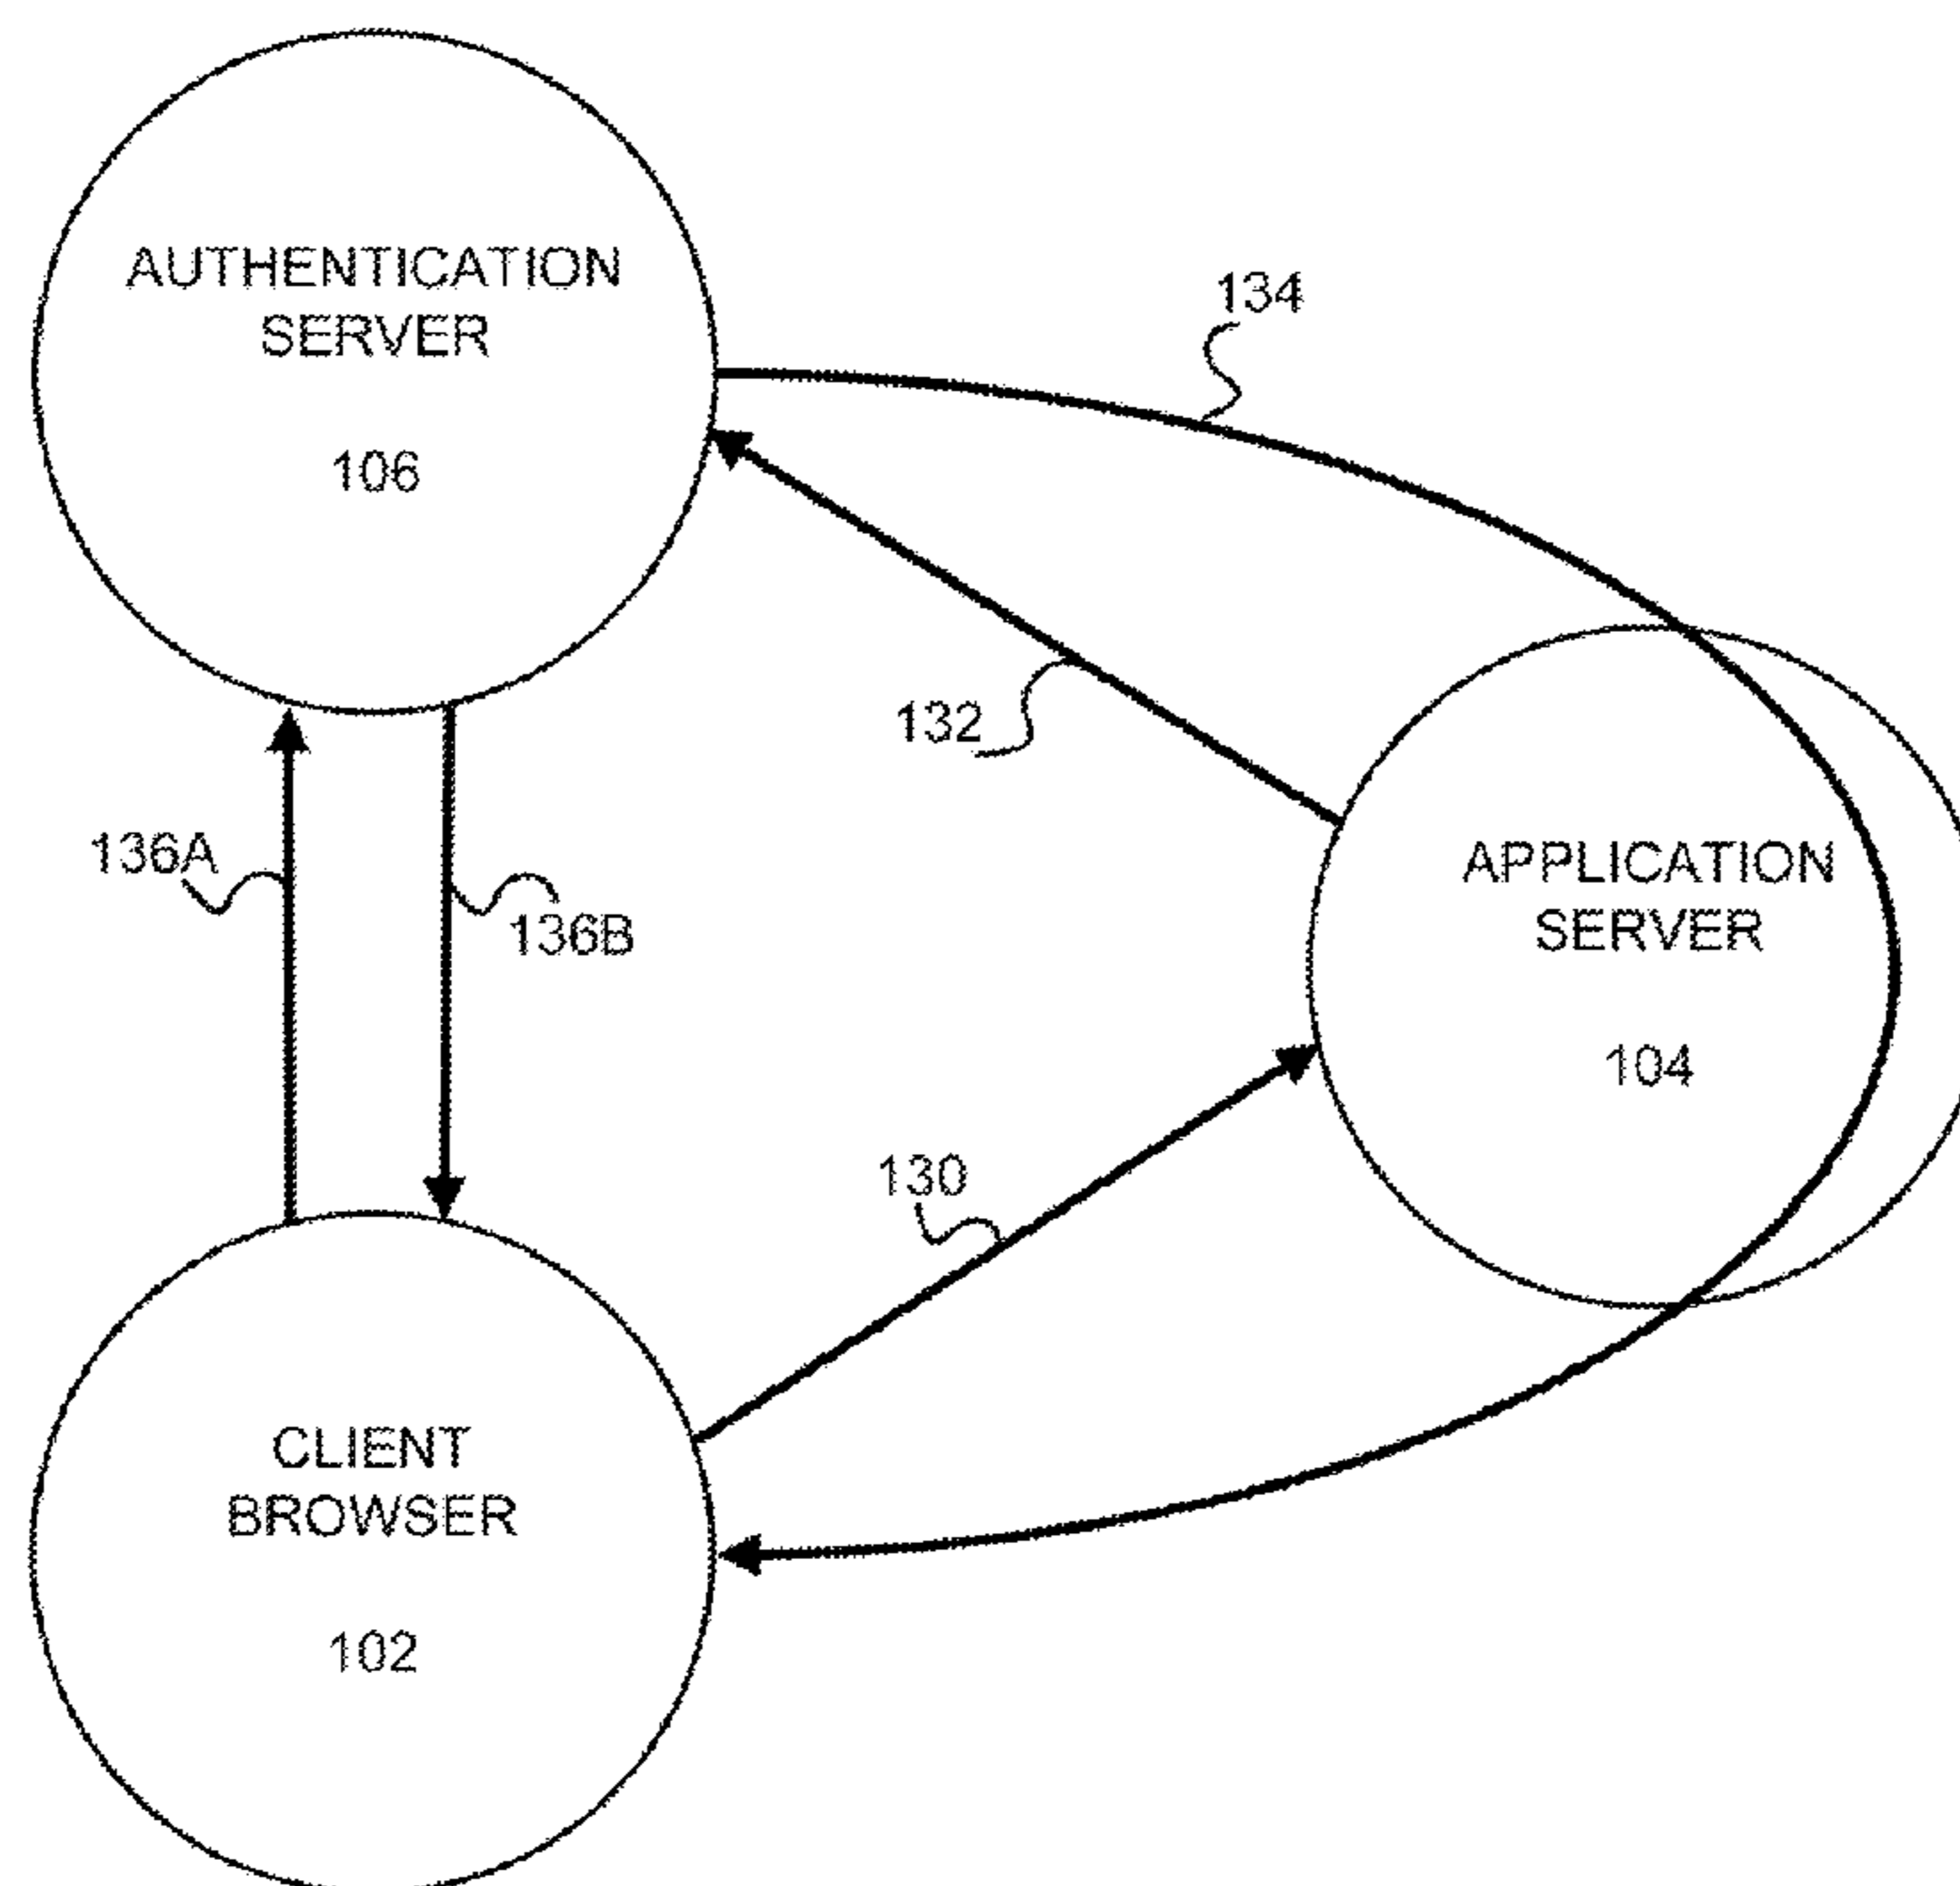 AUTHENTICATION
SERVER
106
134
132
136A
136B
APPLICATION
SERVER
104
130
CLIENT
BROWSER
102